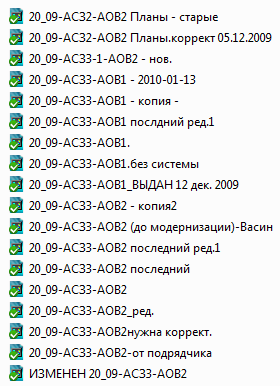 20_09-АС32-АОВ2 Планы - старые
20_09-АС32-АОВ2 Планы.коррект 05.12.2009
20_09-АС33-1-АОВ2 - нов.
20_09-АС33-АОВ1 - 2010-01-13
20_09-АС33-АОВ1 - копия -
20_09-АС33-АОВ1 послдний ред.1
20_09-АС33-АОВ1.
20_09-АС33-АОВ1.без системы
20_09-АС33-АОВ1_ВЫДАН 12 дек. 2009
20_09-АС33-АОВ2 - копия2
20_09-АС33-АОВ2 (до модернизации)-Васин
20_09-АС33-АОВ2 последний ред.1
20_09-АС33-АОВ2 последний
20_09-АС33-АОВ2
20_09-АС33-АОВ2_ред.
20_09-АС33-АОВ2нужна коррект.
20_09-АС33-АОВ2-от подрядчика
ИЗМЕНЕН 20_09-АС33-АОВ2